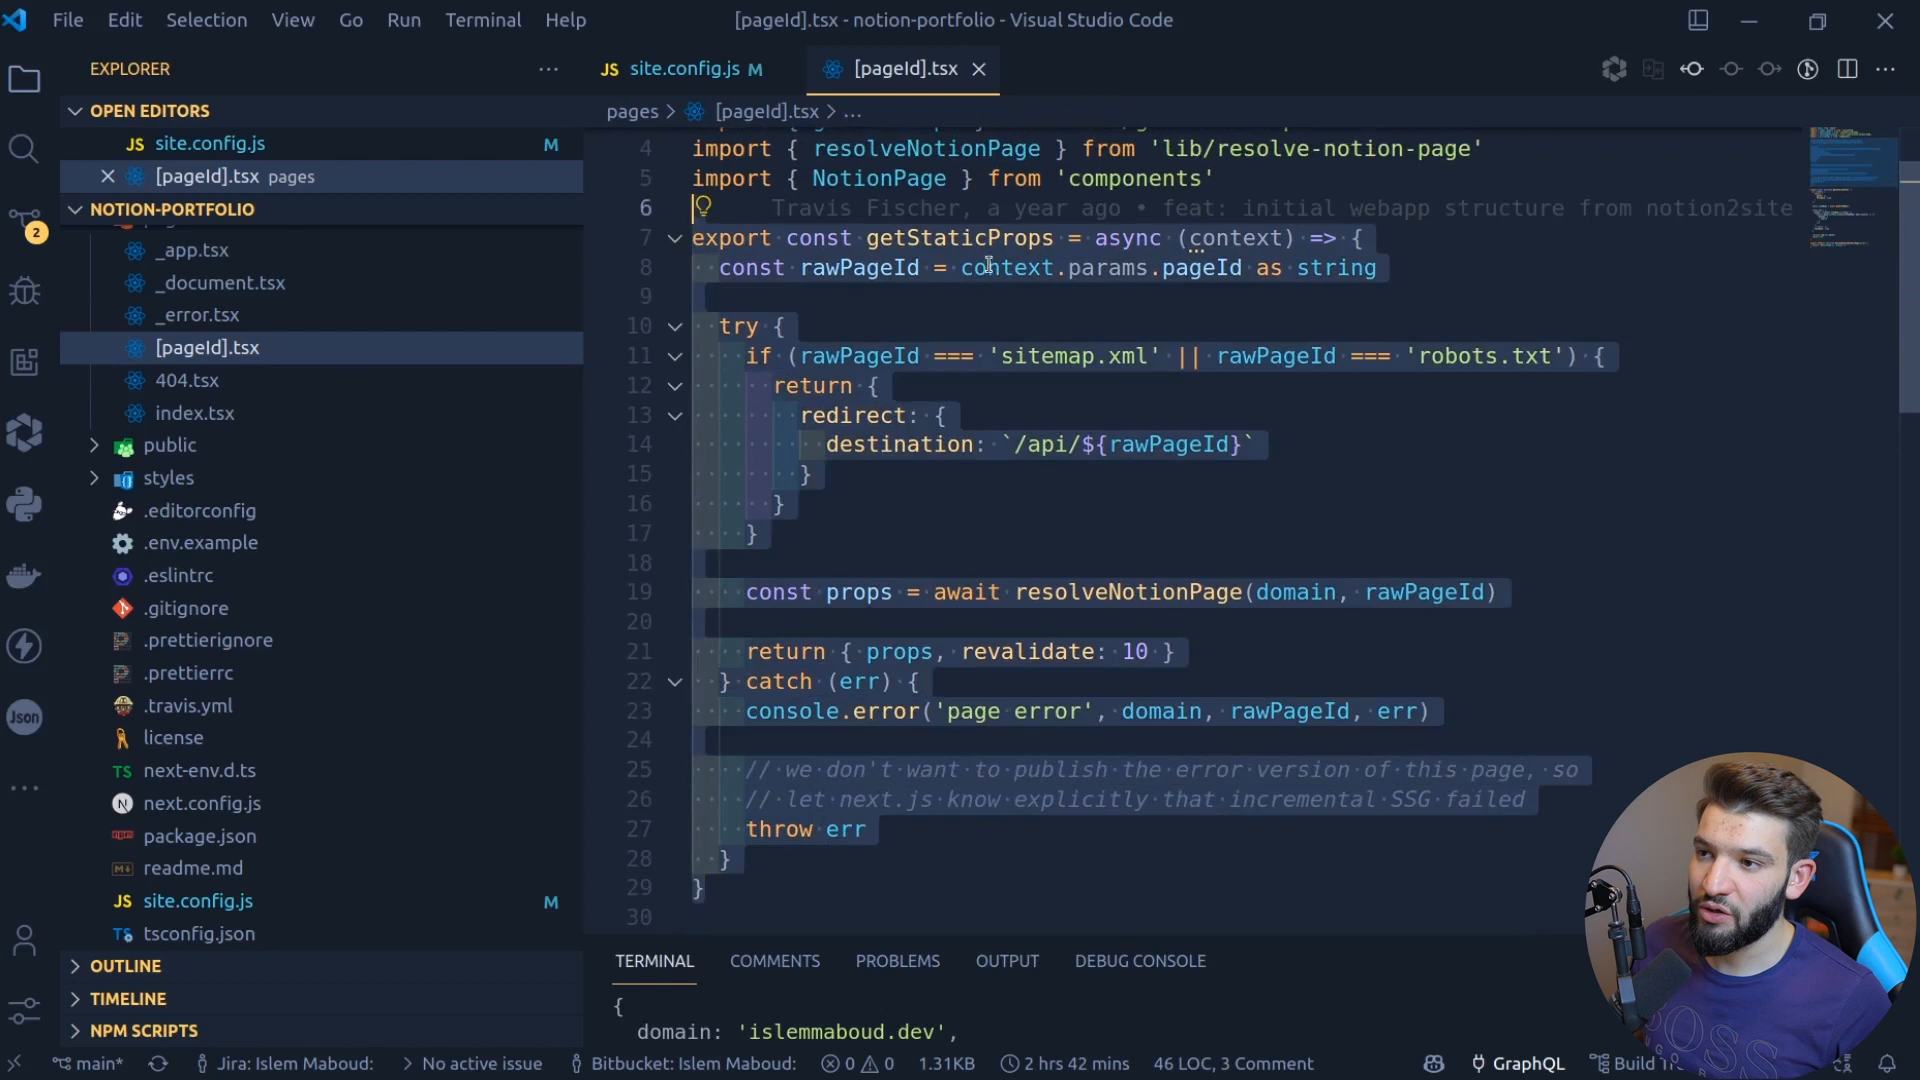 File Edit Selection View Go Run Terminal Help [pageId].tsx - notion-portfolio - Visual Studio Code
EXPLORER ···
JS site.config.js M [pageId].tsx
OPEN EDITORS
pages > [pageId].tsx > ...
JS site.config.js M
[pageId].tsx pages
NOTION-PORTFOLIO
_app.tsx
_document.tsx
_error.tsx
[pageId].tsx
404.tsx
index.tsx
public
styles
.editorconfig
.env.example
.eslintrc
.gitignore
.prettierignore
.prettierrc
.travis.yml
license
TS next-env.d.ts
N next.config.js
package.json
readme.md
JS site.config.js M
tsconfig.json
OUTLINE
TIMELINE
NPM SCRIPTS
2
Json
4 import { resolveNotionPage } from 'lib/resolve-notion-page'
5 import { NotionPage } from 'components'
6 Travis Fischer, a year ago • feat: initial webapp structure from notion2site
7 export const getStaticProps = async (context) => {
8 const rawPageId = context.params.pageId as string
9
10 try {
11 if (rawPageId === 'sitemap.xml' || rawPageId === 'robots.txt') {
12 return {
13 redirect: {
14 destination: `/api/${rawPageId}`
15 }
16 }
17 }
18
19 const props = await resolveNotionPage(domain, rawPageId)
20
21 return { props, revalidate: 10 }
22 } catch (err) {
23 console.error('page error', domain, rawPageId, err)
24
25 // we don't want to publish the error version of this page, so
26 // let next.js know explicitly that incremental SSG failed
27 throw err
28 }
29 }
30
TERMINAL COMMENTS PROBLEMS OUTPUT DEBUG CONSOLE
{
domain: 'islemmaboud.dev',
main* Jira: Islem Maboud: > No active issue Bitbucket: Islem Maboud: 0 0 1.31KB 2 hrs 42 mins 46 LOC, 3 Comment GraphQL Build